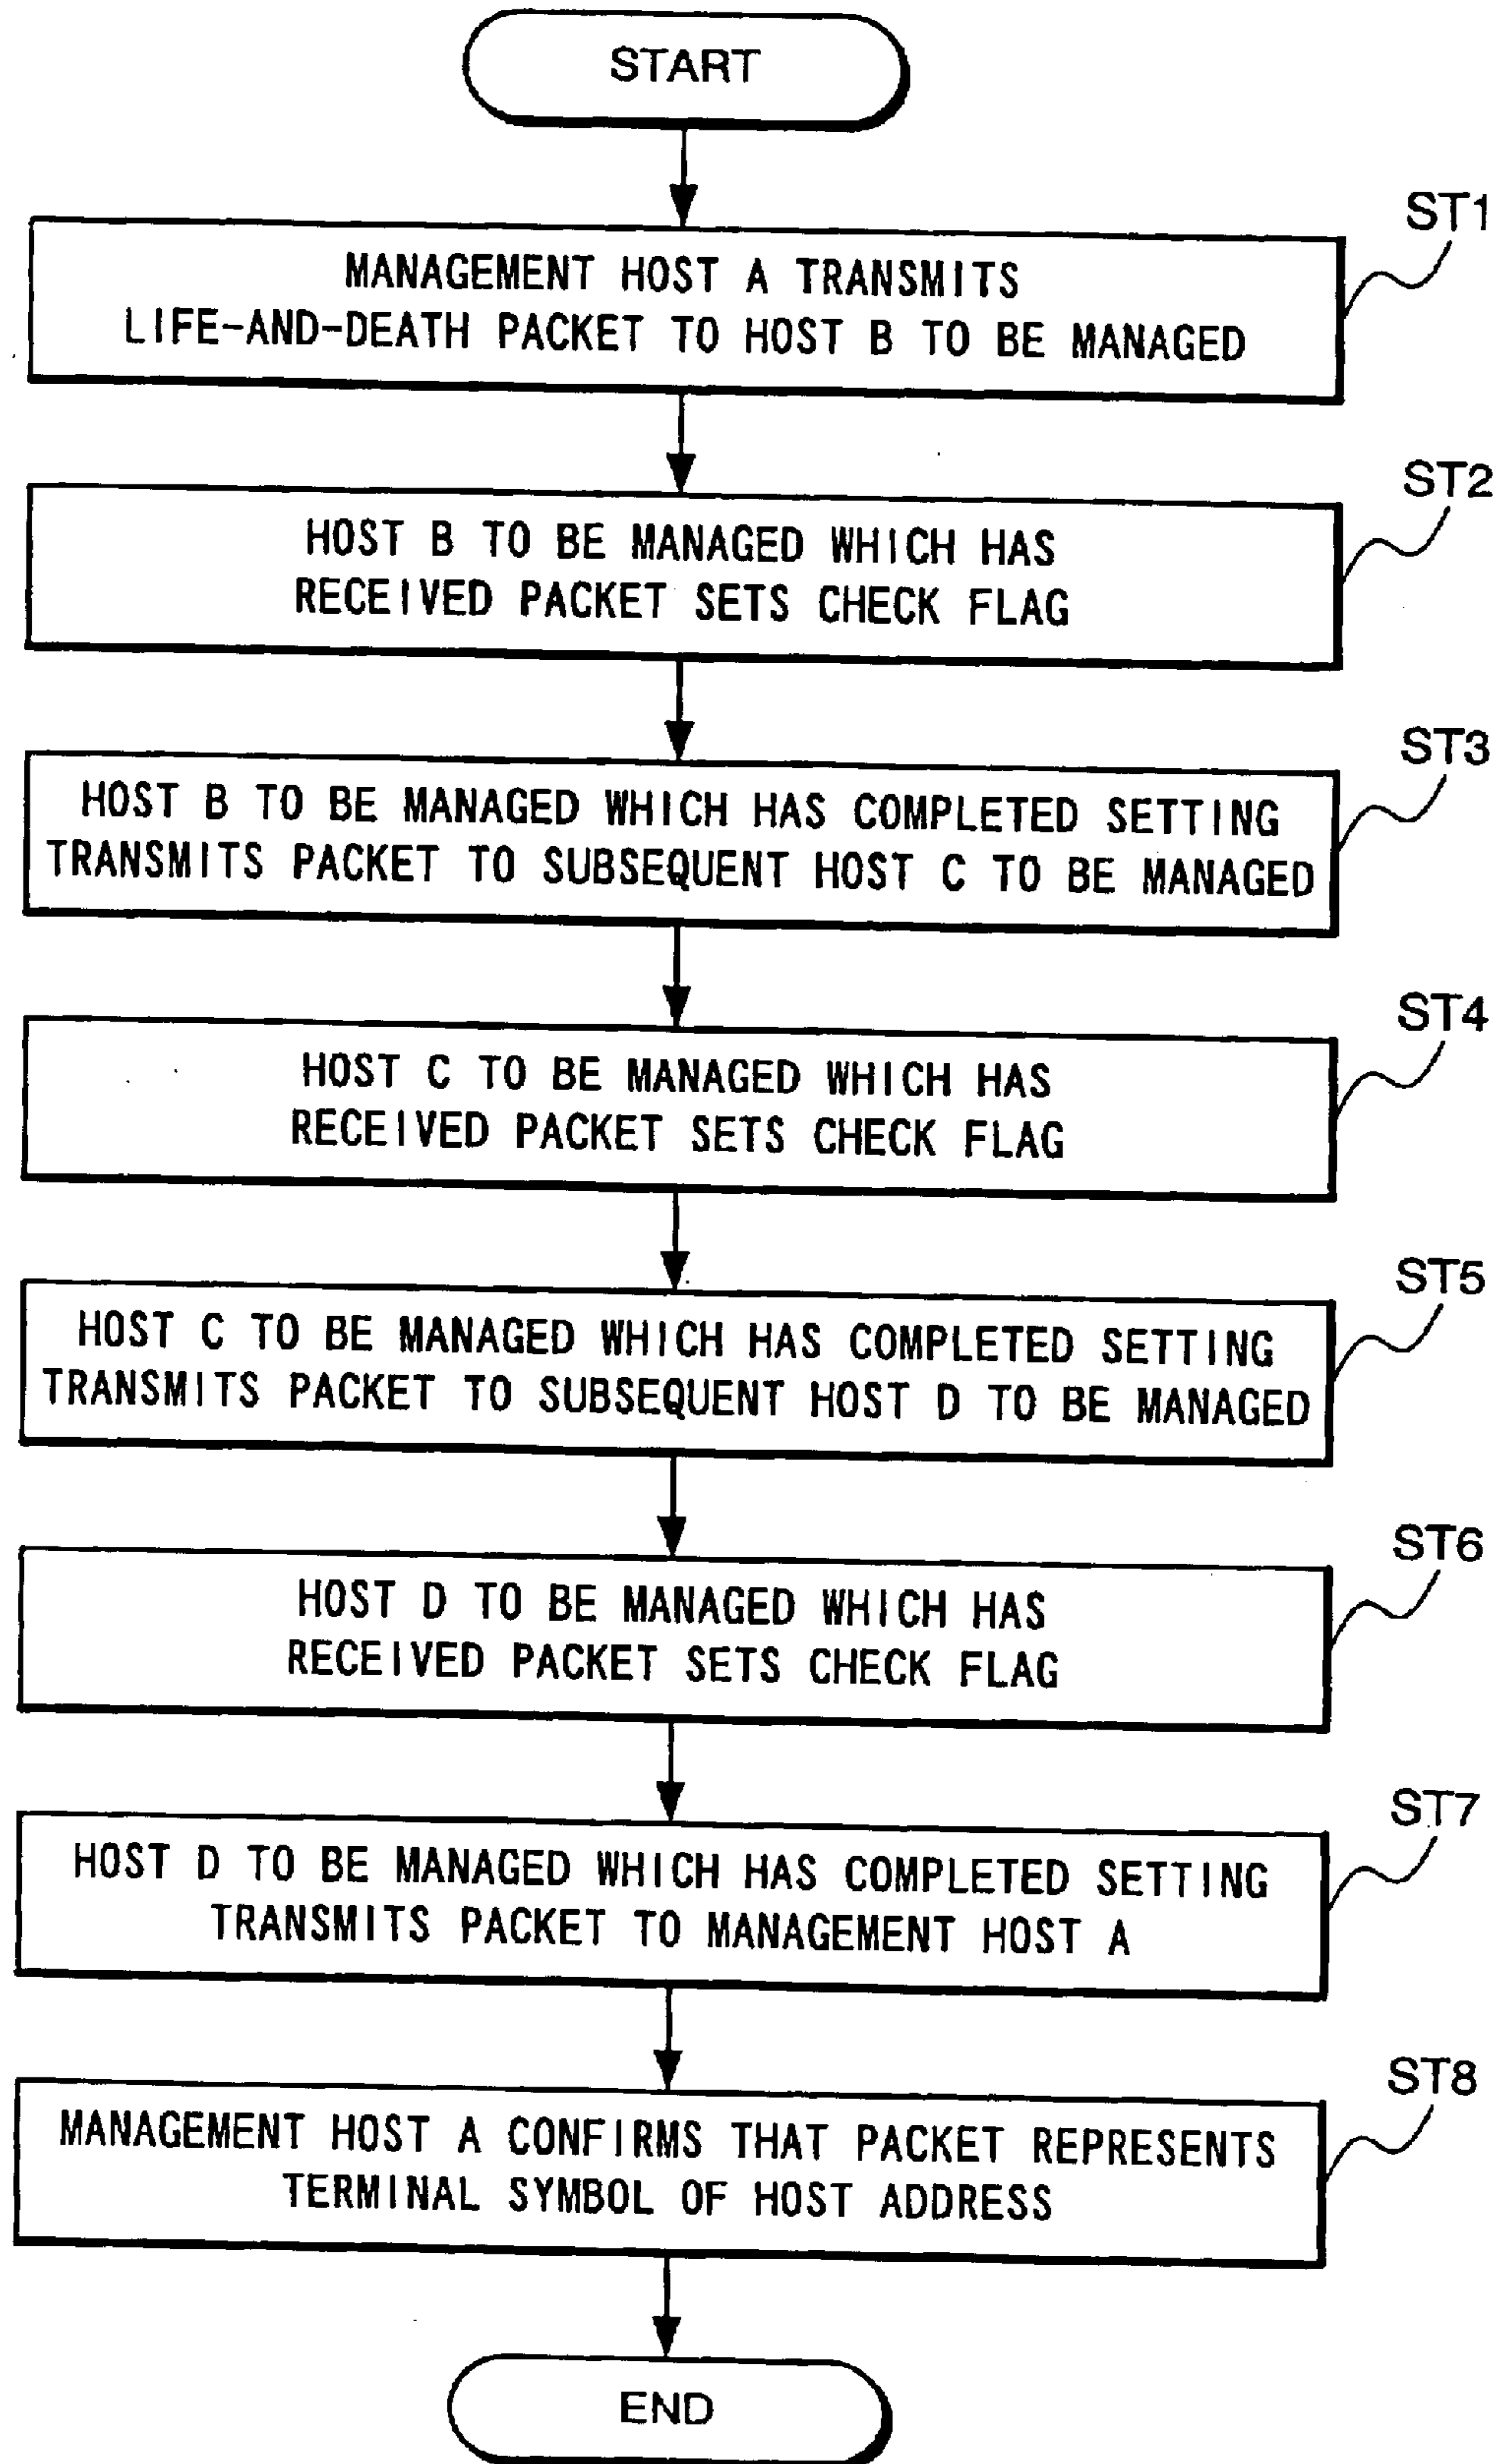 START
ST1
MANAGEMENT HOST A TRANSMITS
LIFE-AND-DEATH PACKET TO HOST B TO BE MANAGED
ST2
HOST B TO BE MANAGED WHICH HAS
RECEIVED PACKET SETS CHECK FLAG
ST3
HOST B TO BE MANAGED WHICH HAS COMPLETED SETTING
TRANSMITS PACKET TO SUBSEQUENT HOST C TO BE MANAGED
ST4
HOST C TO BE MANAGED WHICH HAS
RECEIVED PACKET SETS CHECK FLAG
ST5
HOST C TO BE MANAGED WHICH HAS COMPLETED SETTING
TRANSMITS PACKET TO SUBSEQUENT HOST D TO BE MANAGED
ST6
HOST D TO BE MANAGED WHICH HAS
RECEIVED PACKET SETS CHECK FLAG
ST7
HOST D TO BE MANAGED WHICH HAS COMPLETED SETTING
TRANSMITS PACKET TO MANAGEMENT HOST A
ST8
MANAGEMENT HOST A CONFIRMS THAT PACKET REPRESENTS
TERMINAL SYMBOL OF HOST ADDRESS
END